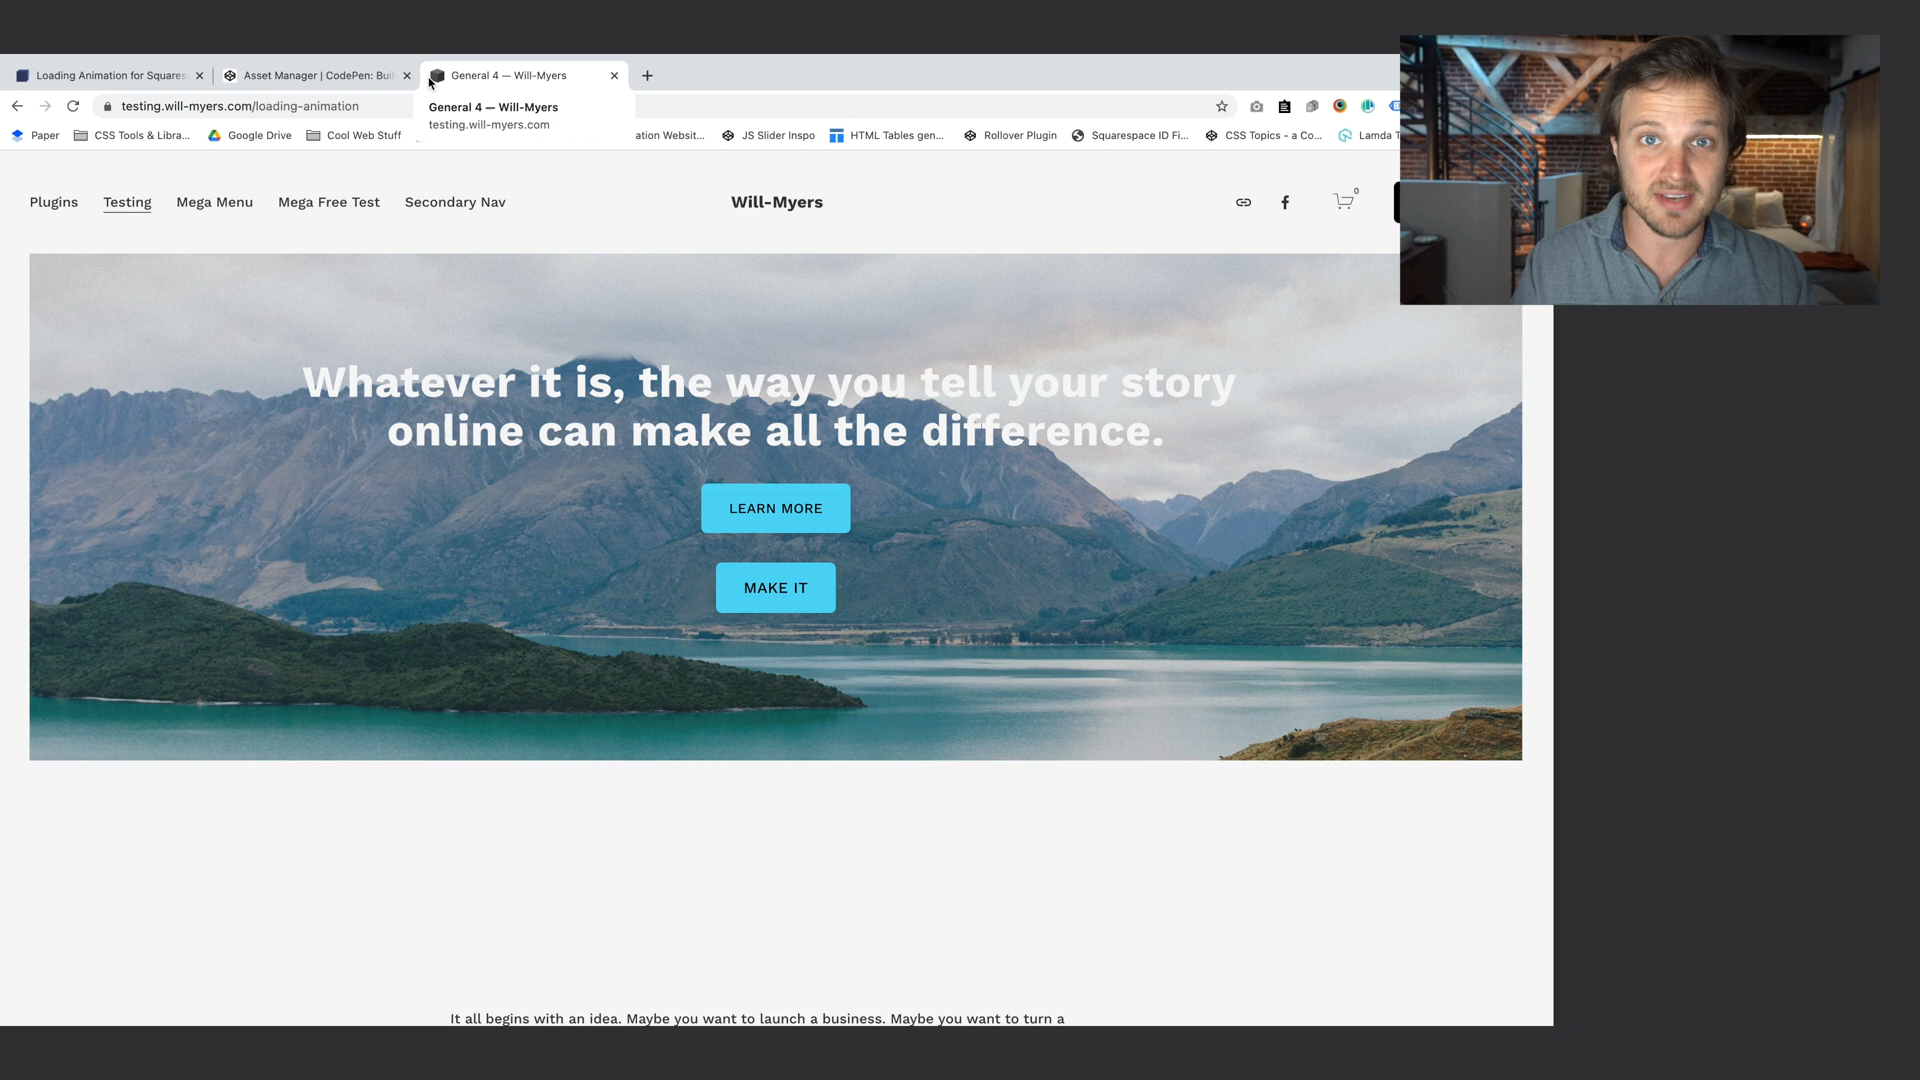 Loading Animation for Squares
Asset Manager | CodePen: Buil
General 4 — Will-Myers
testing.will-myers.com/loading-animation
General 4 — Will-Myers
testing.will-myers.com
Paper
CSS Tools & Libra...
Google Drive
Cool Web Stuff
ation Websit...
JS Slider Inspo
HTML Tables gen...
Rollover Plugin
Squarespace ID Fi...
CSS Topics - a Co...
Lamda T
Plugins
Testing
Mega Menu
Mega Free Test
Secondary Nav
Will-Myers
0
Whatever it is, the way you tell your story
online can make all the difference.
LEARN MORE
MAKE IT
It all begins with an idea. Maybe you want to launch a business. Maybe you want to turn a